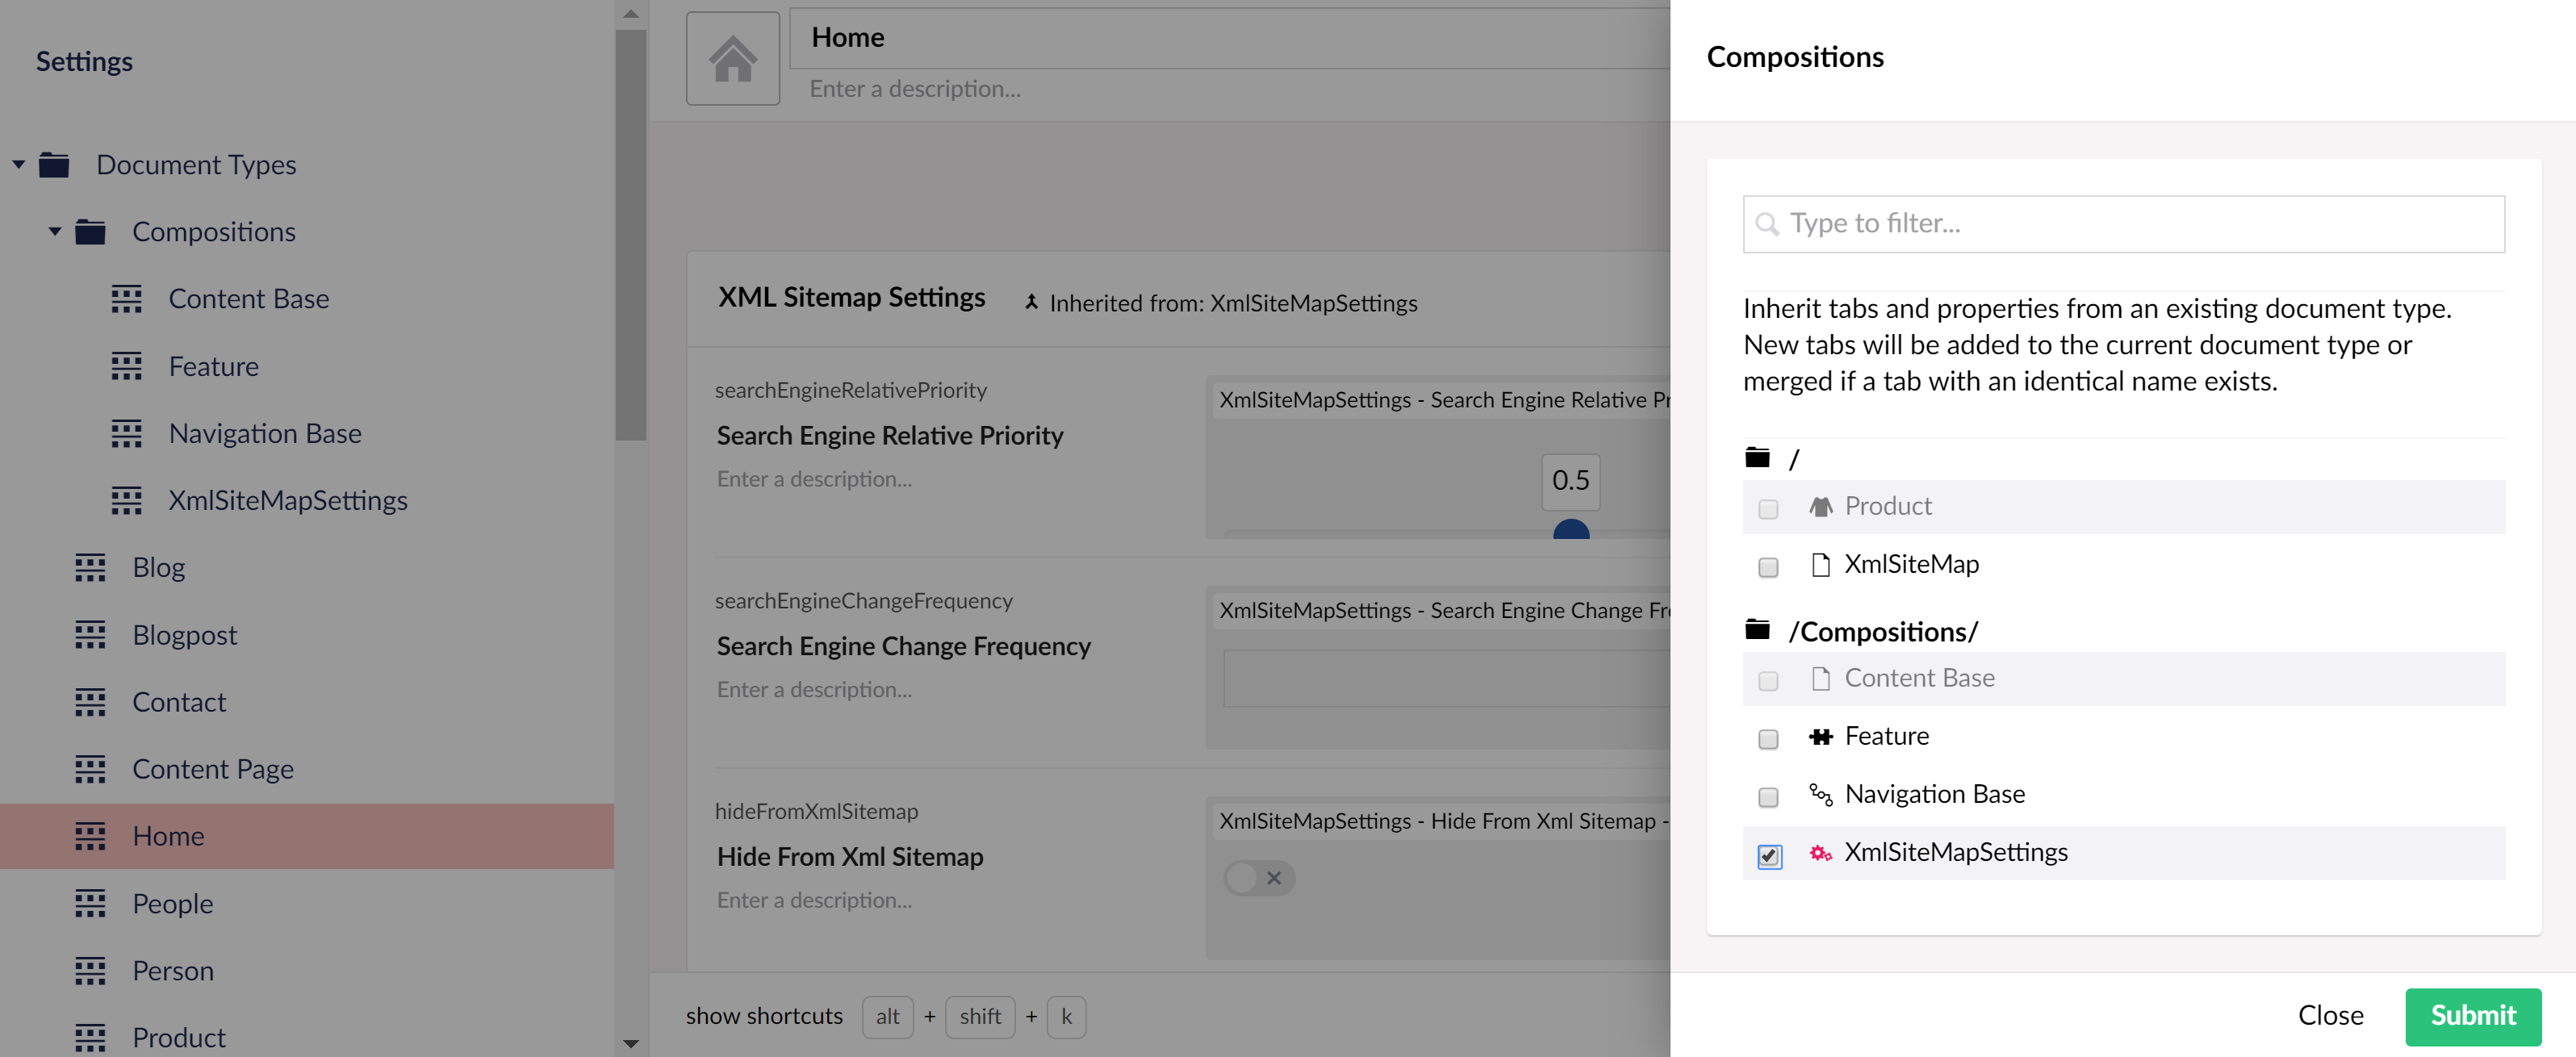 Settings
Document Types
Compositions
Content Base
Feature
Navigation Base
XmlSiteMapSettings
Blog
Blogpost
Contact
Content Page
Home
People
Person
Product
Home
Enter a description...
XML Sitemap Settings Inherited from: XmlSiteMapSettings
searchEngineRelativePriority
Search Engine Relative Priority
Enter a description...
XmlSiteMapSettings - Search Engine Relative Pr
0.5
searchEngineChangeFrequency
Search Engine Change Frequency
Enter a description...
XmlSiteMapSettings - Search Engine Change Fre
hideFromXmlSitemap
Hide From Xml Sitemap
Enter a description...
XmlSiteMapSettings - Hide From Xml Sitemap -
show shortcuts alt + shift + k
Compositions
Type to filter...
Inherit tabs and properties from an existing document type.
New tabs will be added to the current document type or
merged if a tab with an identical name exists.
/
Product
XmlSiteMap
/Compositions/
Content Base
Feature
Navigation Base
XmlSiteMapSettings
Close Submit